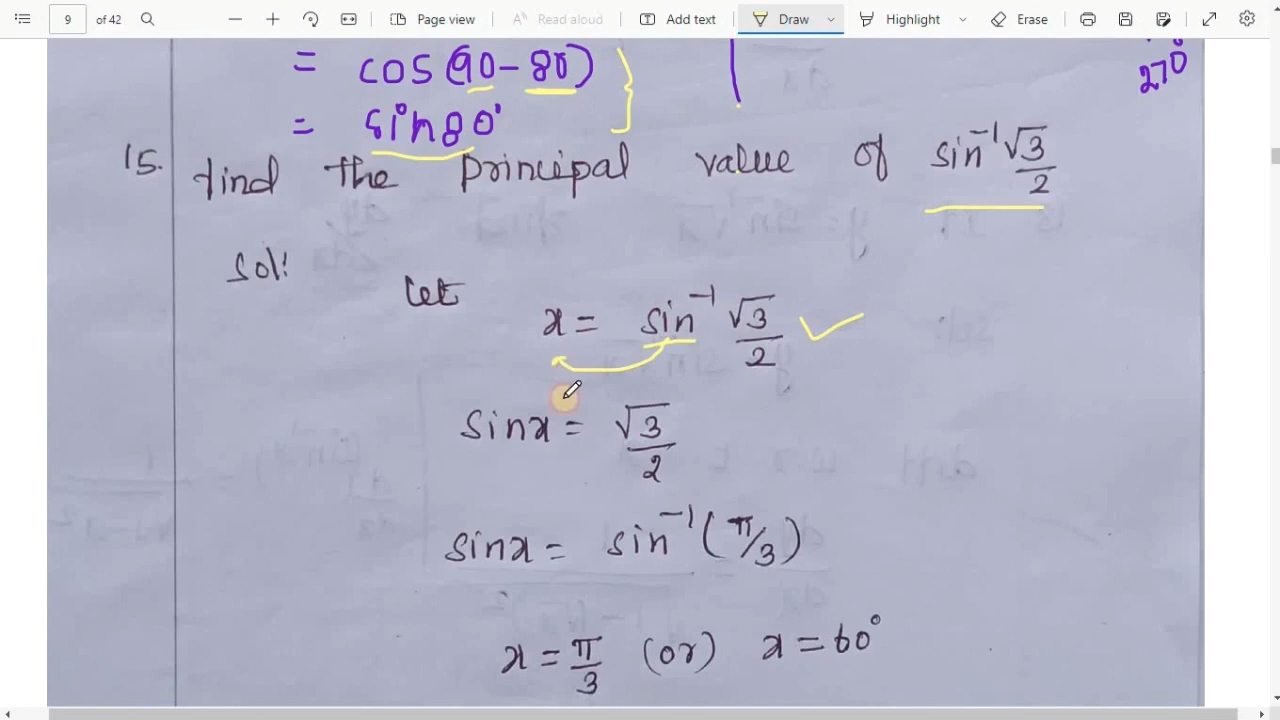 9 of 42 Page view Read aloud Add text Draw Highlight Erase
= cos (90 - 80)
= sin 80°
270°
15. find the principal value of sin⁻¹ √3/2
Sol:
Let
x = sin⁻¹ √3/2
sinx = √3/2
sinx = sin⁻¹ (π/3)
x = π/3 (or) x = 60°